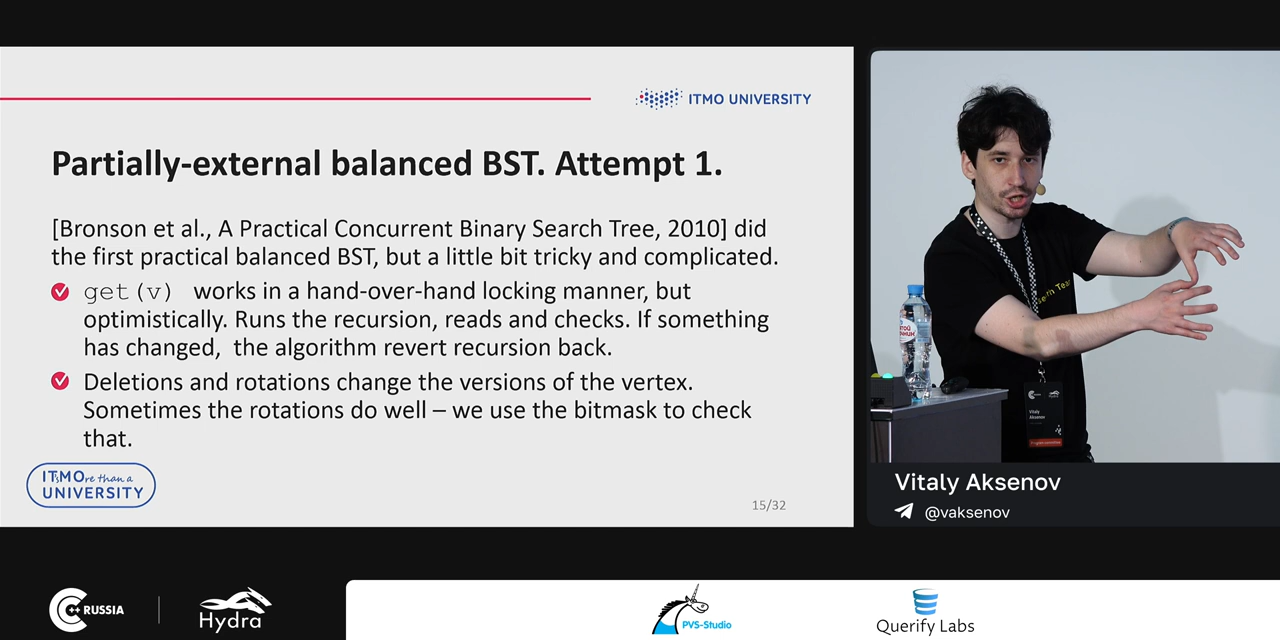 ITMO UNIVERSITY
Partially-external balanced BST. Attempt 1.
[Bronson et al., A Practical Concurrent Binary Search Tree, 2010] did
the first practical balanced BST, but a little bit tricky and complicated.
get(v) works in a hand-over-hand locking manner, but
optimistically. Runs the recursion, reads and checks. If something
has changed, the algorithm revert recursion back.
Deletions and rotations change the versions of the vertex.
Sometimes the rotations do well – we use the bitmask to check
that.
IT'sMOre than a
UNIVERSITY
15/32
Vitaly
Aksenov
Vitaly Aksenov
@vaksenov
C++ RUSSIA
Hydra
PVS-Studio
Querify Labs